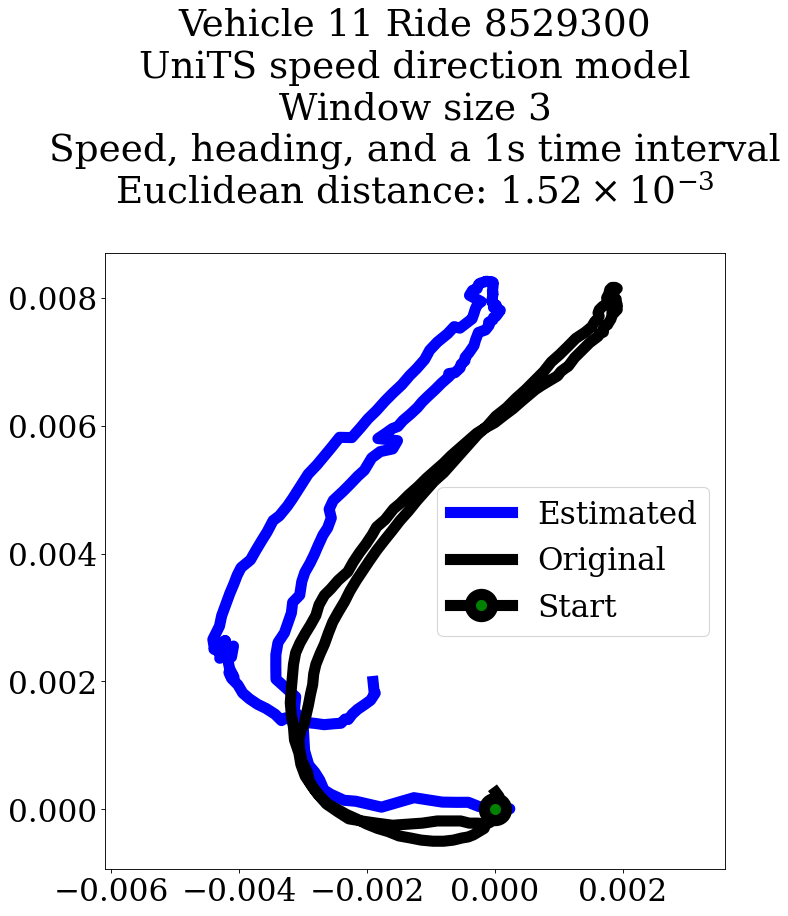 Vehicle 11 Ride 8529300
UniTS speed direction model
Window size 3
Speed, heading, and a 1s time interval
Euclidean distance: 1.52 × 10⁻³
0.008
0.006
0.004
0.002
0.000
Estimated
Original
Start
−0.006 −0.004 −0.002 0.000 0.002